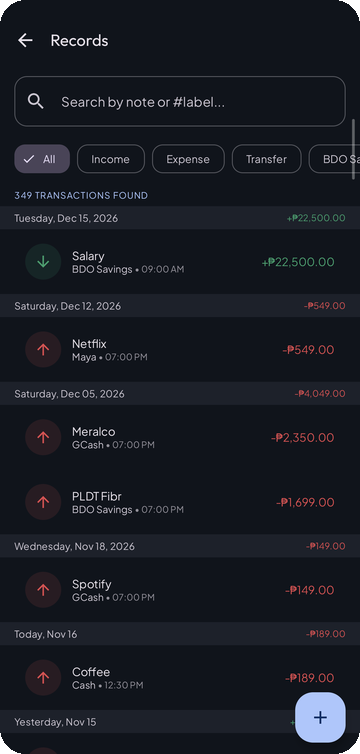 Records
Search by note or #label...
All Income Expense Transfer BDO Sa
349 TRANSACTIONS FOUND
Tuesday, Dec 15, 2026 +₱22,500.00
Salary +₱22,500.00
BDO Savings • 09:00 AM
Saturday, Dec 12, 2026 -₱549.00
Netflix -₱549.00
Maya • 07:00 PM
Saturday, Dec 05, 2026 -₱4,049.00
Meralco -₱2,350.00
GCash • 07:00 PM
PLDT Fibr -₱1,699.00
BDO Savings • 07:00 PM
Wednesday, Nov 18, 2026 -₱149.00
Spotify -₱149.00
GCash • 07:00 PM
Today, Nov 16 -₱189.00
Coffee -₱189.00
Cash • 12:30 PM
Yesterday, Nov 15 +